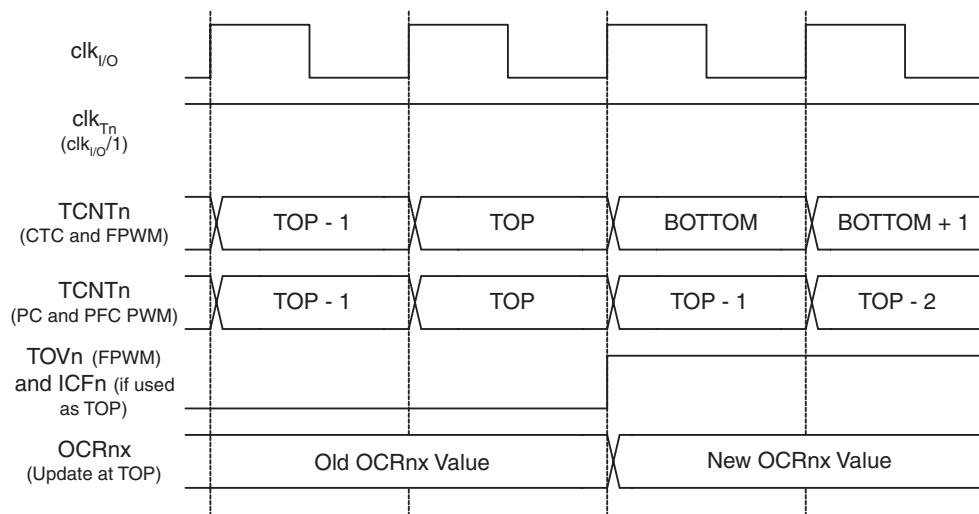 clkI/O
clkTn
(clkI/O/1)
TCNTn
(CTC and FPWM)
TOP - 1 TOP BOTTOM BOTTOM + 1
TCNTn
(PC and PFC PWM)
TOP - 1 TOP TOP - 1 TOP - 2
TOVn (FPWM)
and ICFn (if used
as TOP)
OCRnx
(Update at TOP)
Old OCRnx Value New OCRnx Value